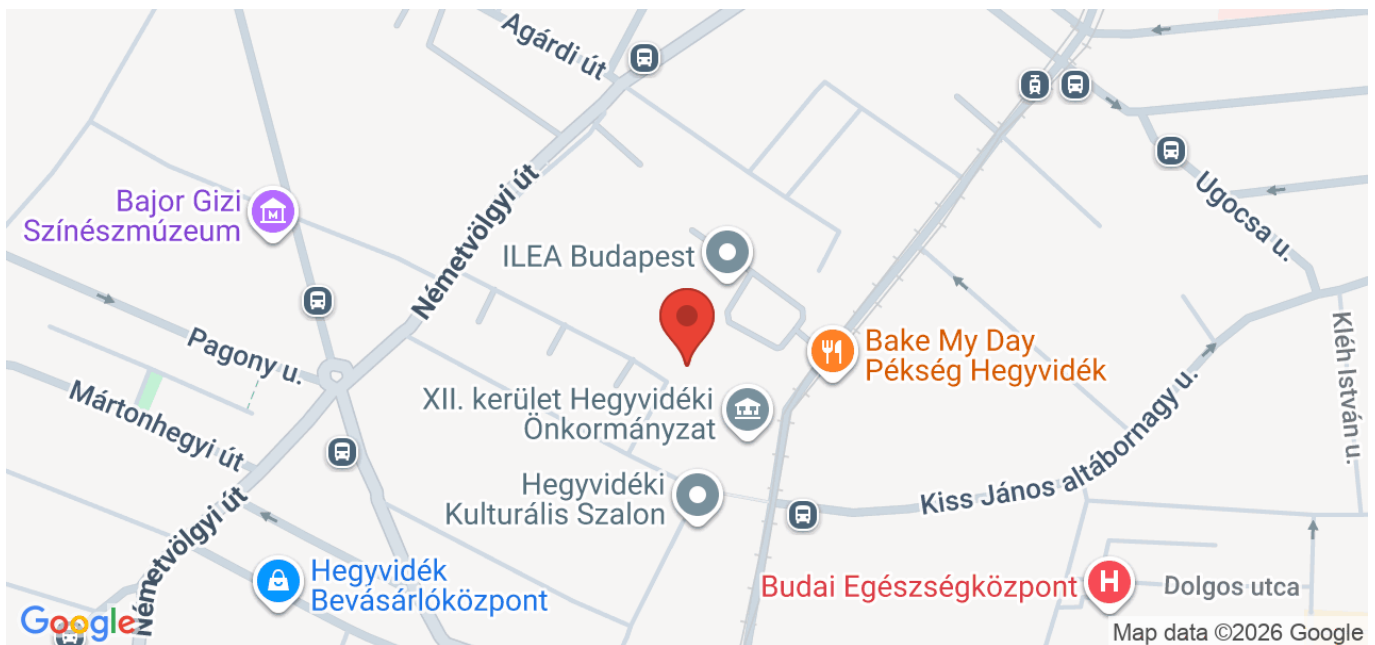 Agárdi út
Bajor Gizi
Színészmúzeum
Németvölgyi út
ILEA Budapest
Ugocsa u.
Pagony u.
Bake My Day
Pékség Hegyvidék
Kléh István u.
Mártonhegyi út
XII. kerület Hegyvidéki
Önkormányzat
Kiss János altábornagy u.
Hegyvidéki
Kulturális Szalon
Németvölgyi út
Hegyvidék
Bevásárlóközpont
Budai Egészségközpont
H
Dolgos utca
Google
Map data ©2026 Google